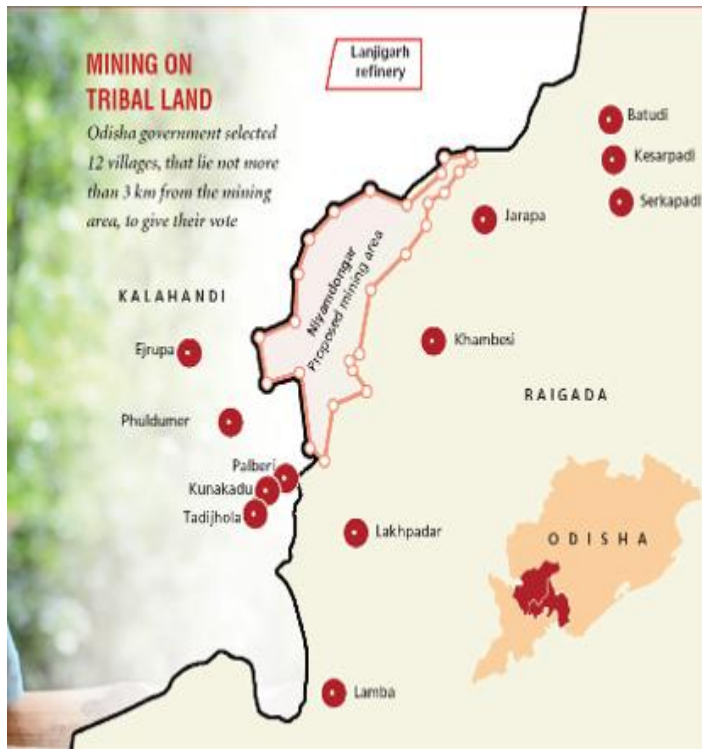 MINING ON
TRIBAL LAND
Odisha government selected
12 villages, that lie not more
than 3 km from the mining
area, to give their vote
Lanjigarh
refinery
Batudi
Kesarpadi
Serkapadi
Jarapa
Niyamdongar
Proposed mining area
KALAHANDI
Ejrupa
Khambesi
RAIGADA
Phuldumer
Palberi
Kunakadu
Tadijhola
Lakhpadar
ODISHA
Lamba